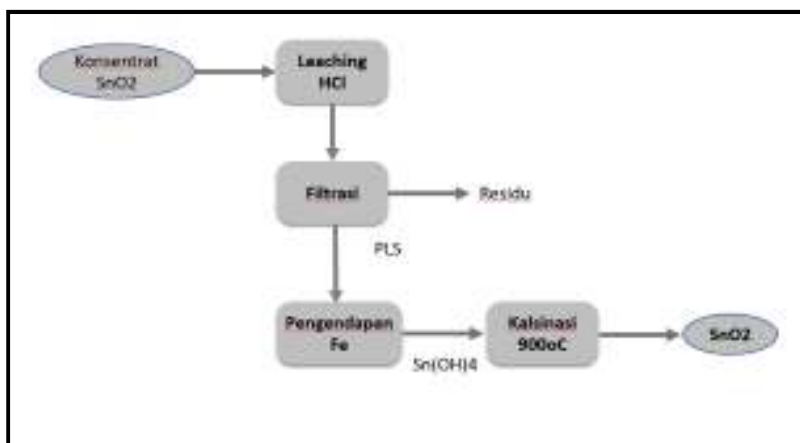 Konsentrat
SnO2
Leaching
HCl
Filtrasi
Residu
PLS
Pengendapan
Fe
Sn(OH)4
Kalsinasi
900oC
SnO2